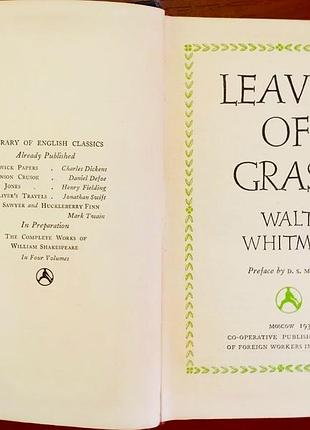 RARY OF ENGLISH CLASSICS
Already Published
WICK PAPERS . Charles Dickens
NSON CRUSOE . Daniel Defoe
JONES . Henry Fielding
LIVER'S TRAVELS . Jonathan Swift
SAWYER AND HUCKLEBERRY FINN
Mark Twain
In Preparation
THE COMPLETE WORKS OF
WILLIAM SHAKESPEARE
In Four Volumes
LEAV
OF
GRAS
WALT
WHITM
Preface by D. S. M
MOSCOW 193
CO-OPERATIVE PUBLIS
OF FOREIGN WORKERS I